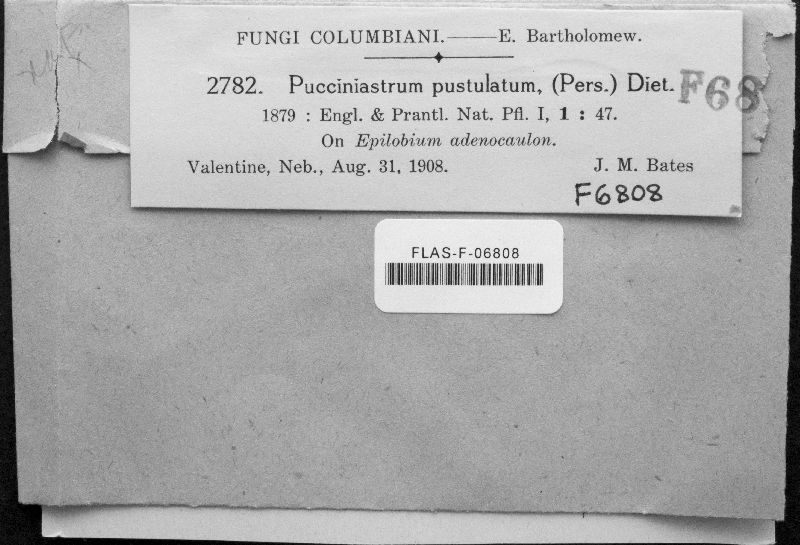 FUNGI COLUMBIANI.——E. Bartholomew.
2782. Pucciniastrum pustulatum, (Pers.) Diet.
F68
1879 : Engl. & Prantl. Nat. Pfl. I, 1 : 47.
On Epilobium adenocaulon.
Valentine, Neb., Aug. 31, 1908. J. M. Bates
F6808
FLAS-F-06808